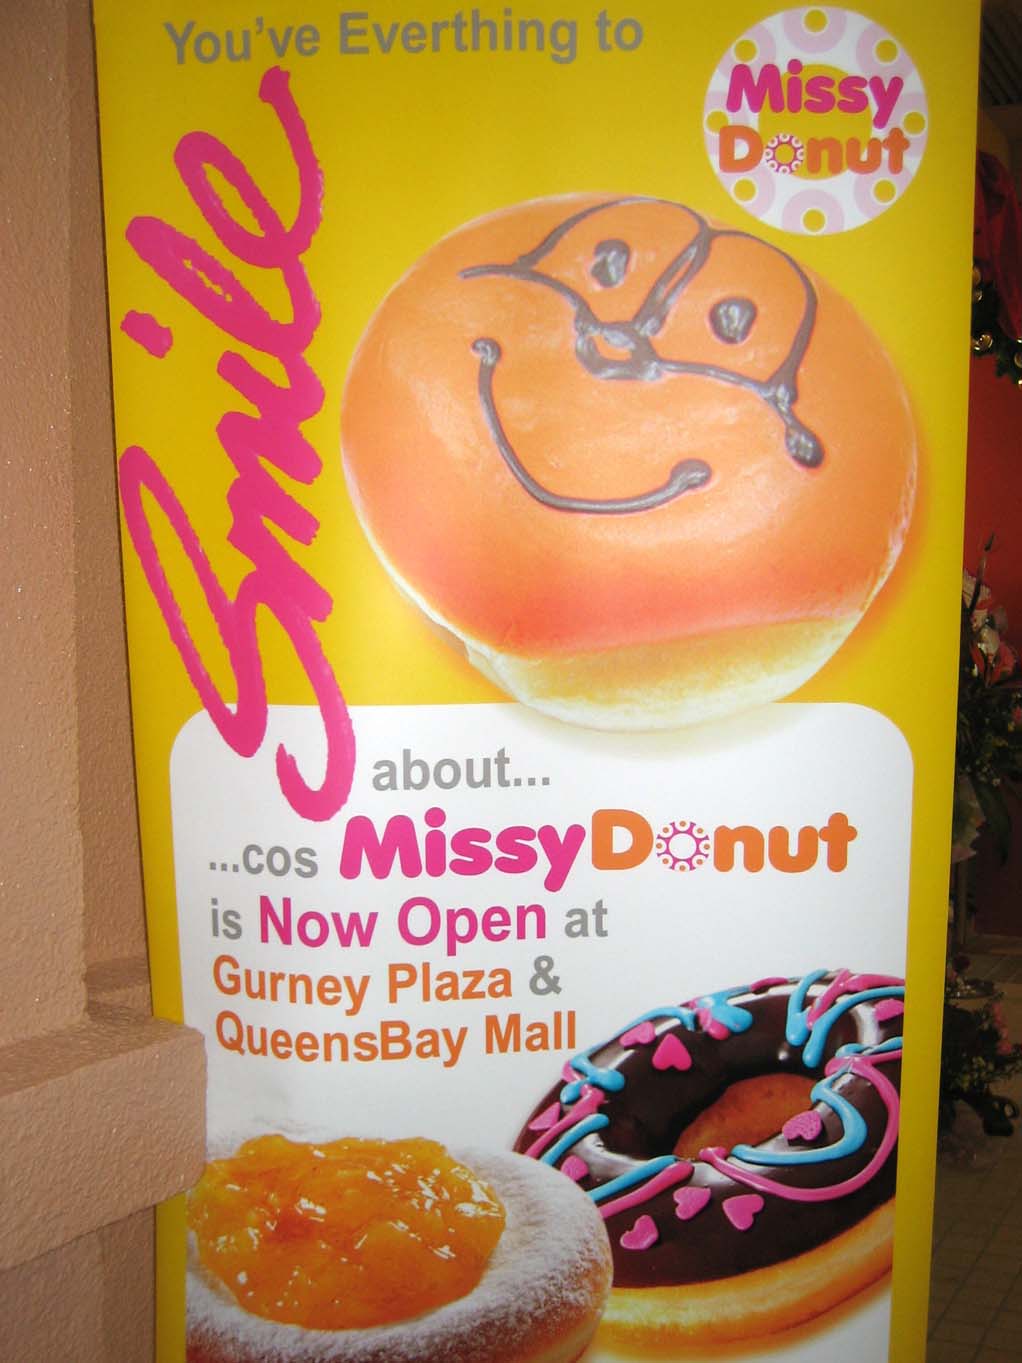 You've Everthing to
Smile
Missy
Donut
about...
...cos MissyDonut
is Now Open at
Gurney Plaza &
QueensBay Mall